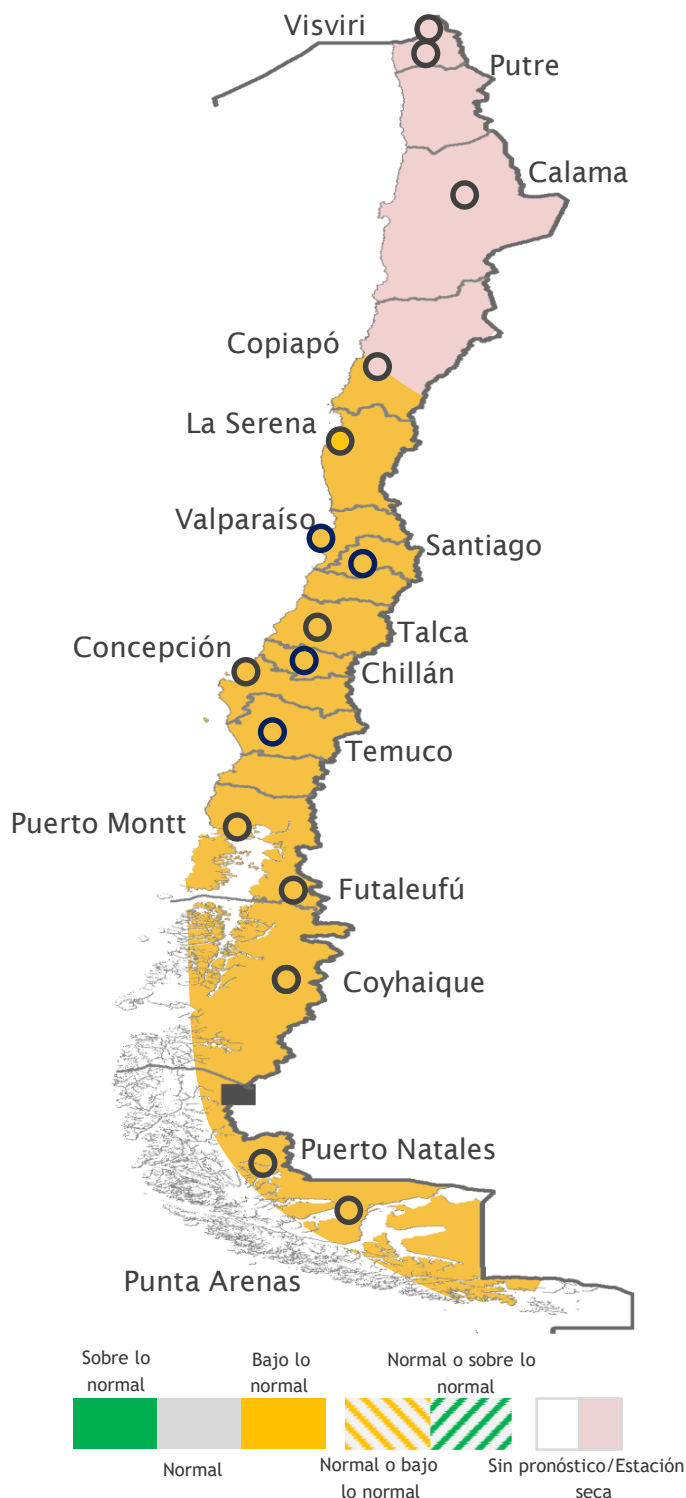 Visviri
Putre
Calama
Copiapó
La Serena
Valparaíso
Santiago
Talca
Concepción
Chillán
Temuco
Puerto Montt
Futaleufú
Coyhaique
Puerto Natales
Punta Arenas
Sobre lo
normal
Bajo lo
normal
Normal o sobre lo
normal
Normal
Normal o bajo
lo normal
Sin pronóstico/Estación
seca